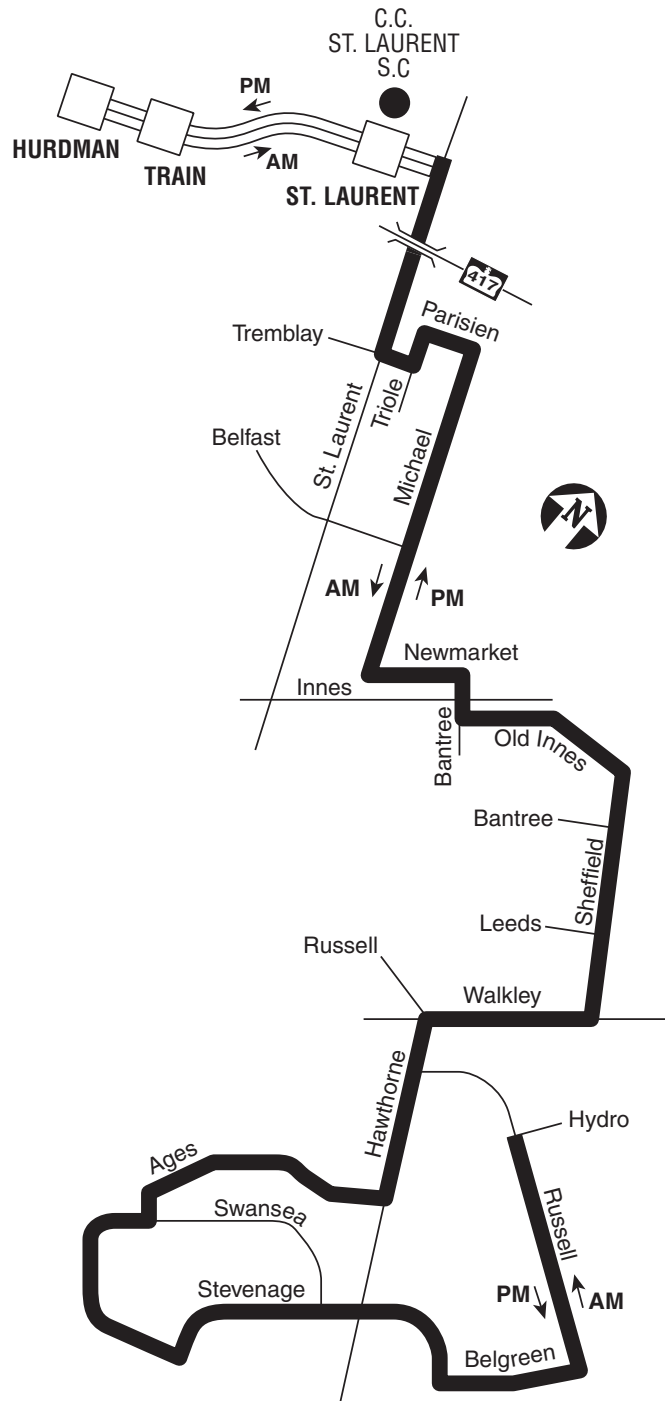 C.C.
ST. LAURENT
S.C
PM
HURDMAN
TRAIN
AM
ST. LAURENT
417
Parisien
Tremblay
Triole
St. Laurent
Michael
Belfast
N
AM
PM
Newmarket
Innes
Bantree
Old Innes
Bantree
Sheffield
Leeds
Russell
Walkley
Hawthorne
Hydro
Ages
Swansea
Russell
Stevenage
PM
AM
Belgreen